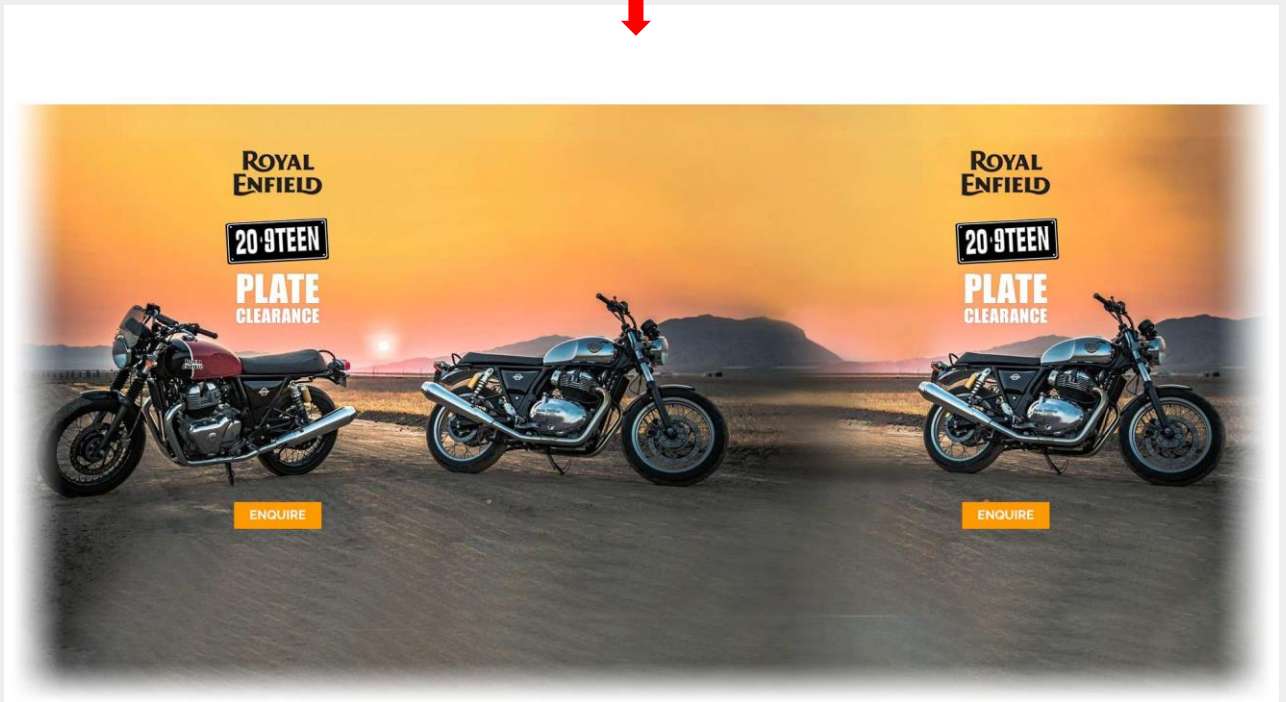 ROYAL
ENFIELD
20·9TEEN
PLATE
CLEARANCE
ENQUIRE
ROYAL
ENFIELD
20·9TEEN
PLATE
CLEARANCE
ENQUIRE